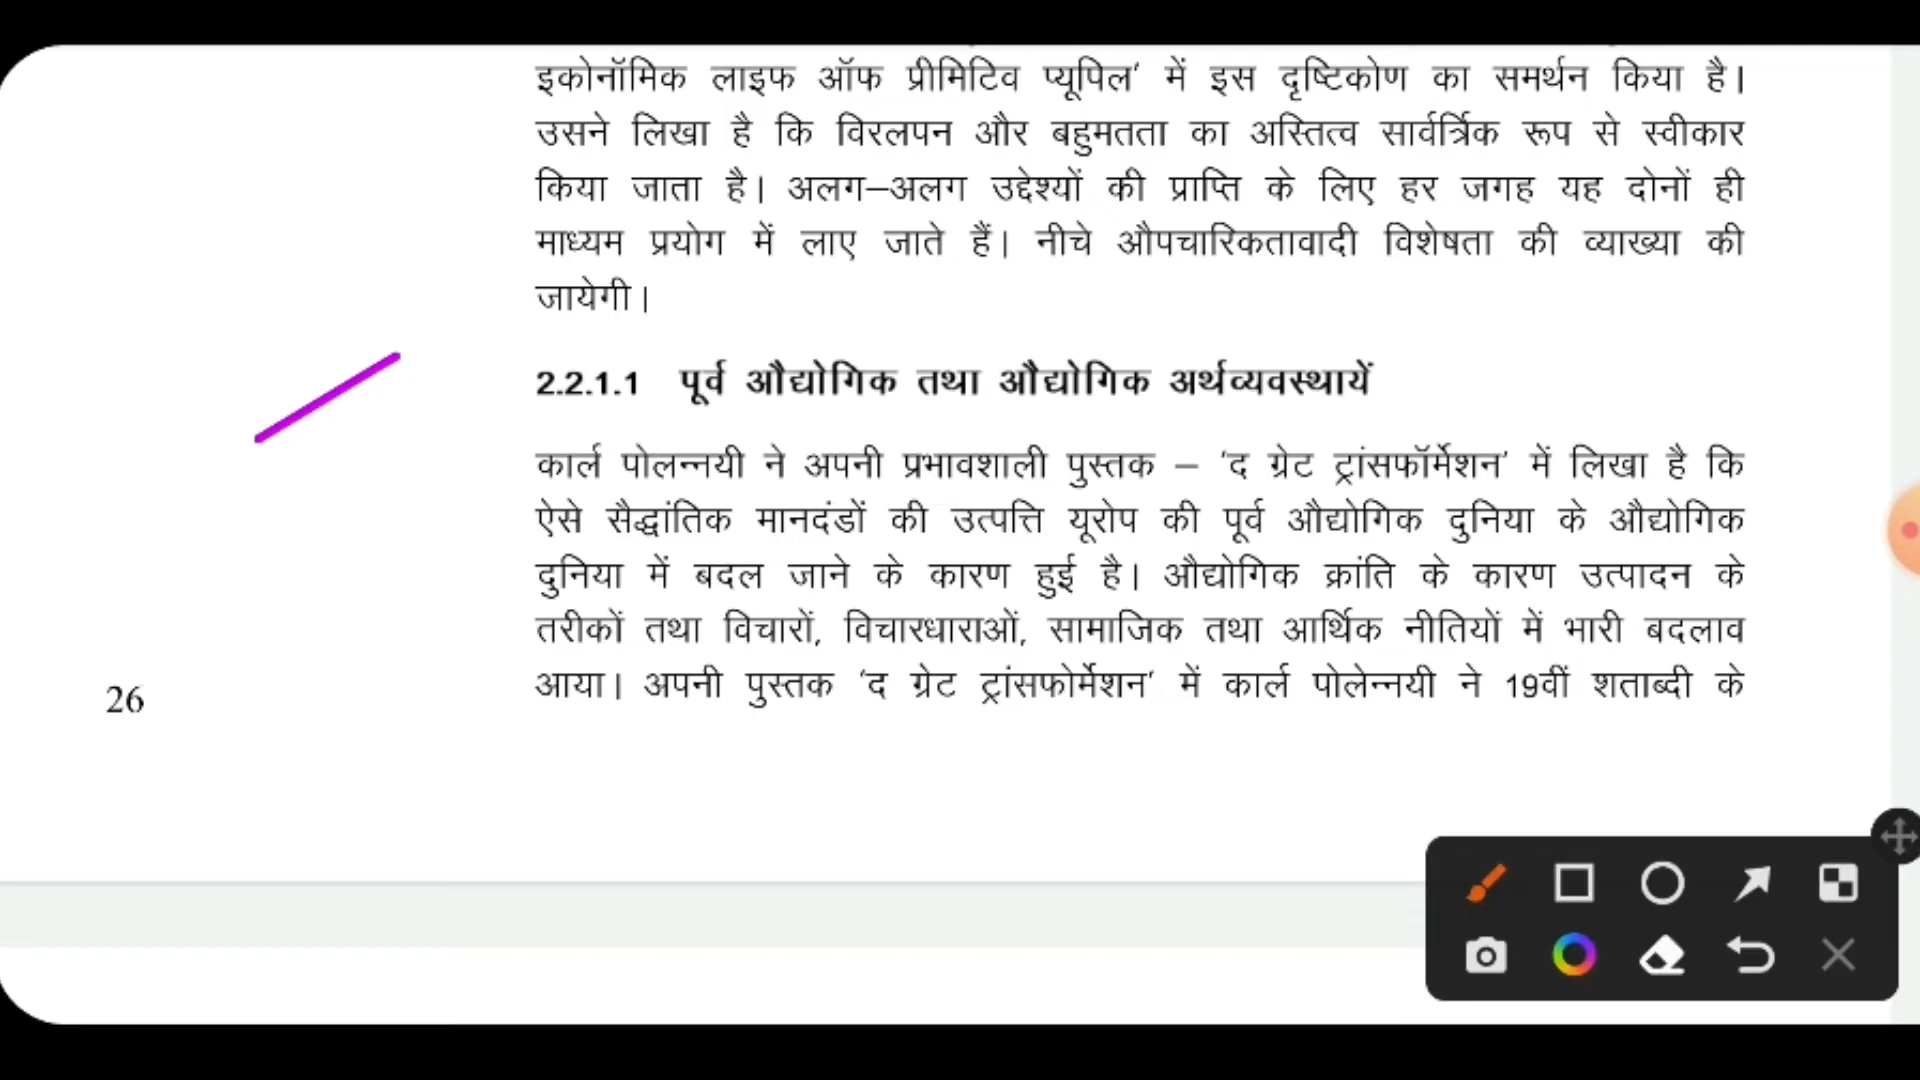 इकोनॉमिक लाइफ ऑफ प्रीमिटिव प्यूपिल' में इस दृष्टिकोण का समर्थन किया है।
उसने लिखा है कि विरलपन और बहुमतता का अस्तित्व सार्वर्त्रिक रूप से स्वीकार
किया जाता है। अलग–अलग उद्देश्यों की प्राप्ति के लिए हर जगह यह दोनों ही
माध्यम प्रयोग में लाए जाते हैं। नीचे औपचारिकतावादी विशेषता की व्याख्या की
जायेगी।
2.2.1.1 पूर्व औद्योगिक तथा औद्योगिक अर्थव्यवस्थायें
कार्ल पोलन्नयी ने अपनी प्रभावशाली पुस्तक – 'द ग्रेट ट्रांसफॉर्मेशन' में लिखा है कि
ऐसे सैद्धांतिक मानदंडों की उत्पत्ति यूरोप की पूर्व औद्योगिक दुनिया के औद्योगिक
दुनिया में बदल जाने के कारण हुई है। औद्योगिक क्रांति के कारण उत्पादन के
तरीकों तथा विचारों, विचारधाराओं, सामाजिक तथा आर्थिक नीतियों में भारी बदलाव
आया। अपनी पुस्तक 'द ग्रेट ट्रांसफोर्मेशन' में कार्ल पोलेन्नयी ने 19वीं शताब्दी के
26